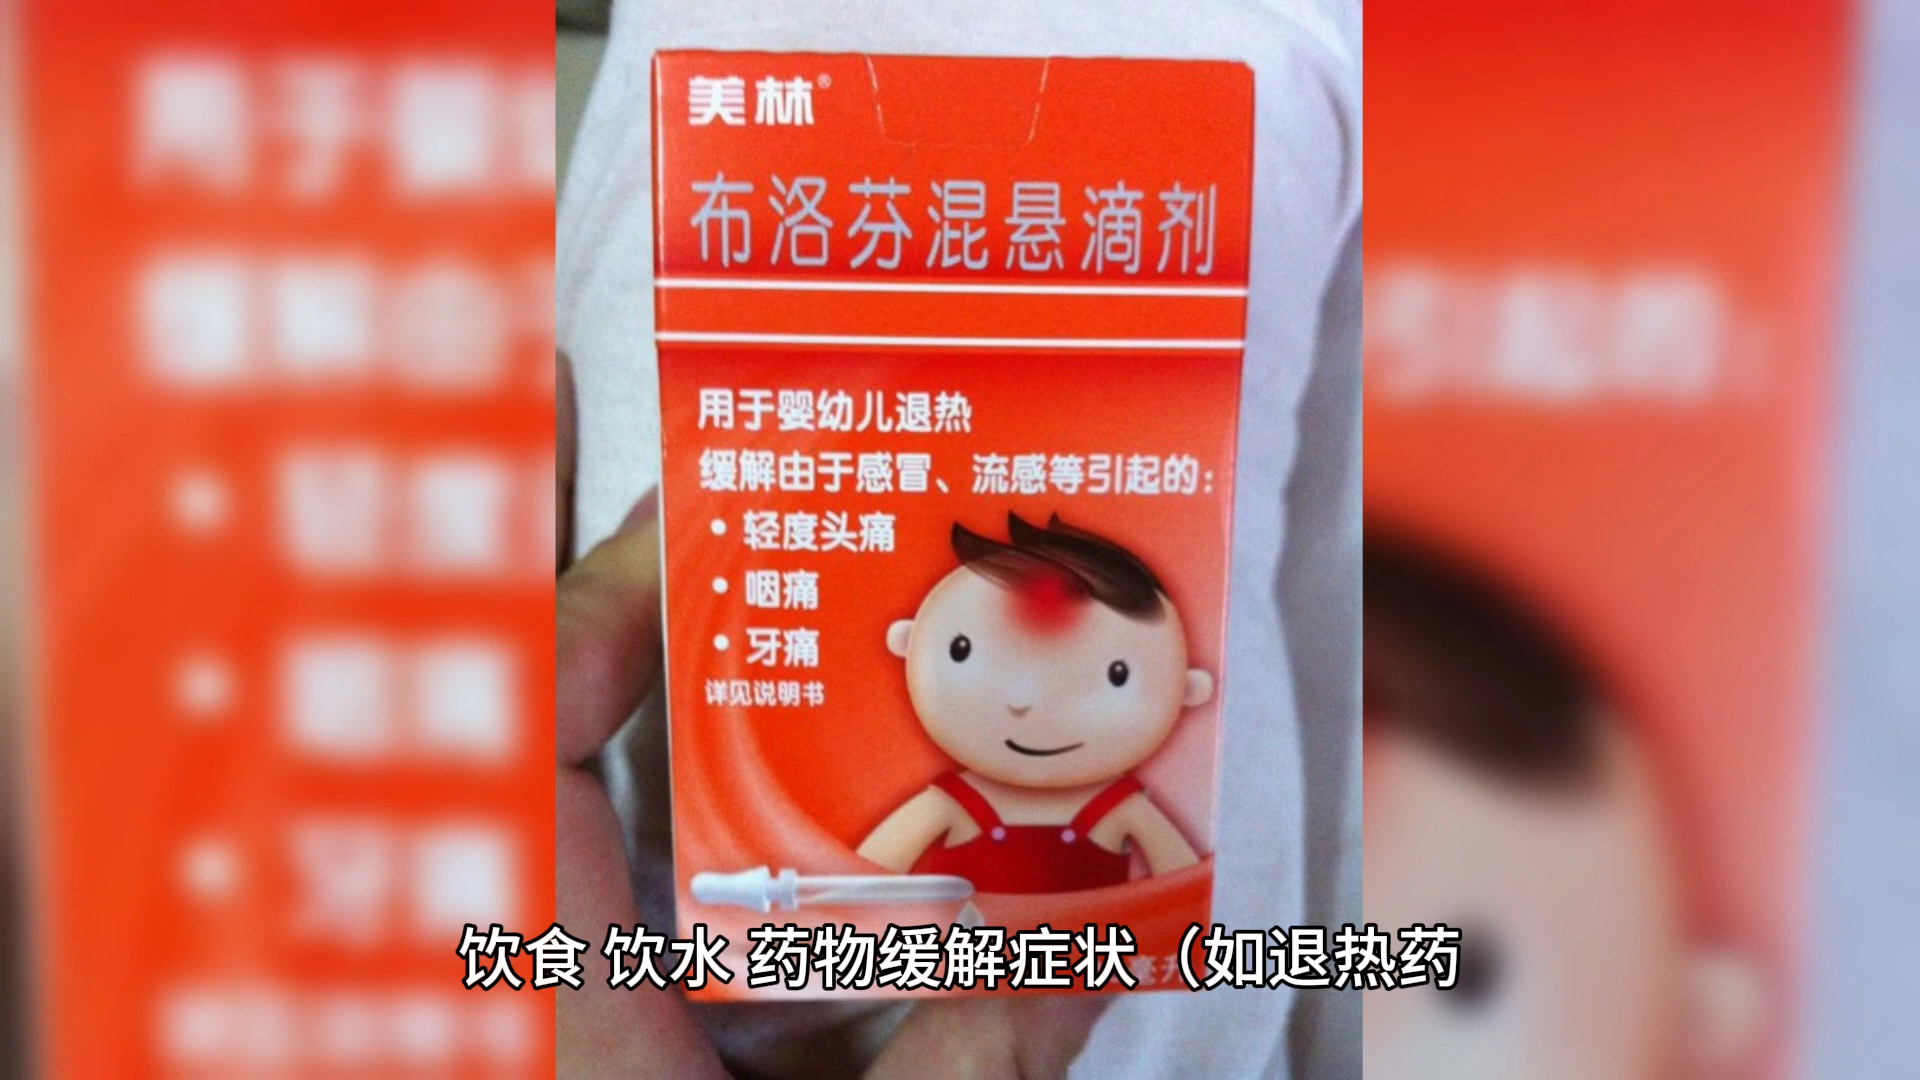 美林®
布洛芬混悬滴剂
用于婴幼儿退热
缓解由于感冒、流感等引起的：
• 轻度头痛
• 咽痛
• 牙痛
详见说明书
饮食 饮水 药物缓解症状（如退热药